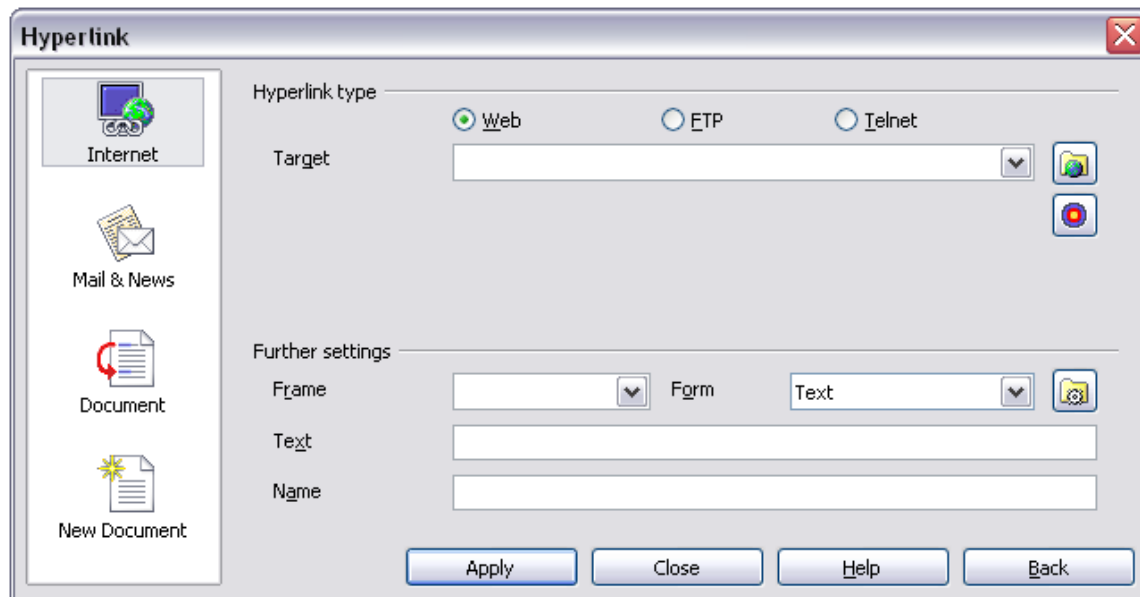 Hyperlink
Internet
Mail & News
Document
New Document
Hyperlink type
Web FTP Telnet
Target
Further settings
Frame Form Text
Text
Name
Apply Close Help Back